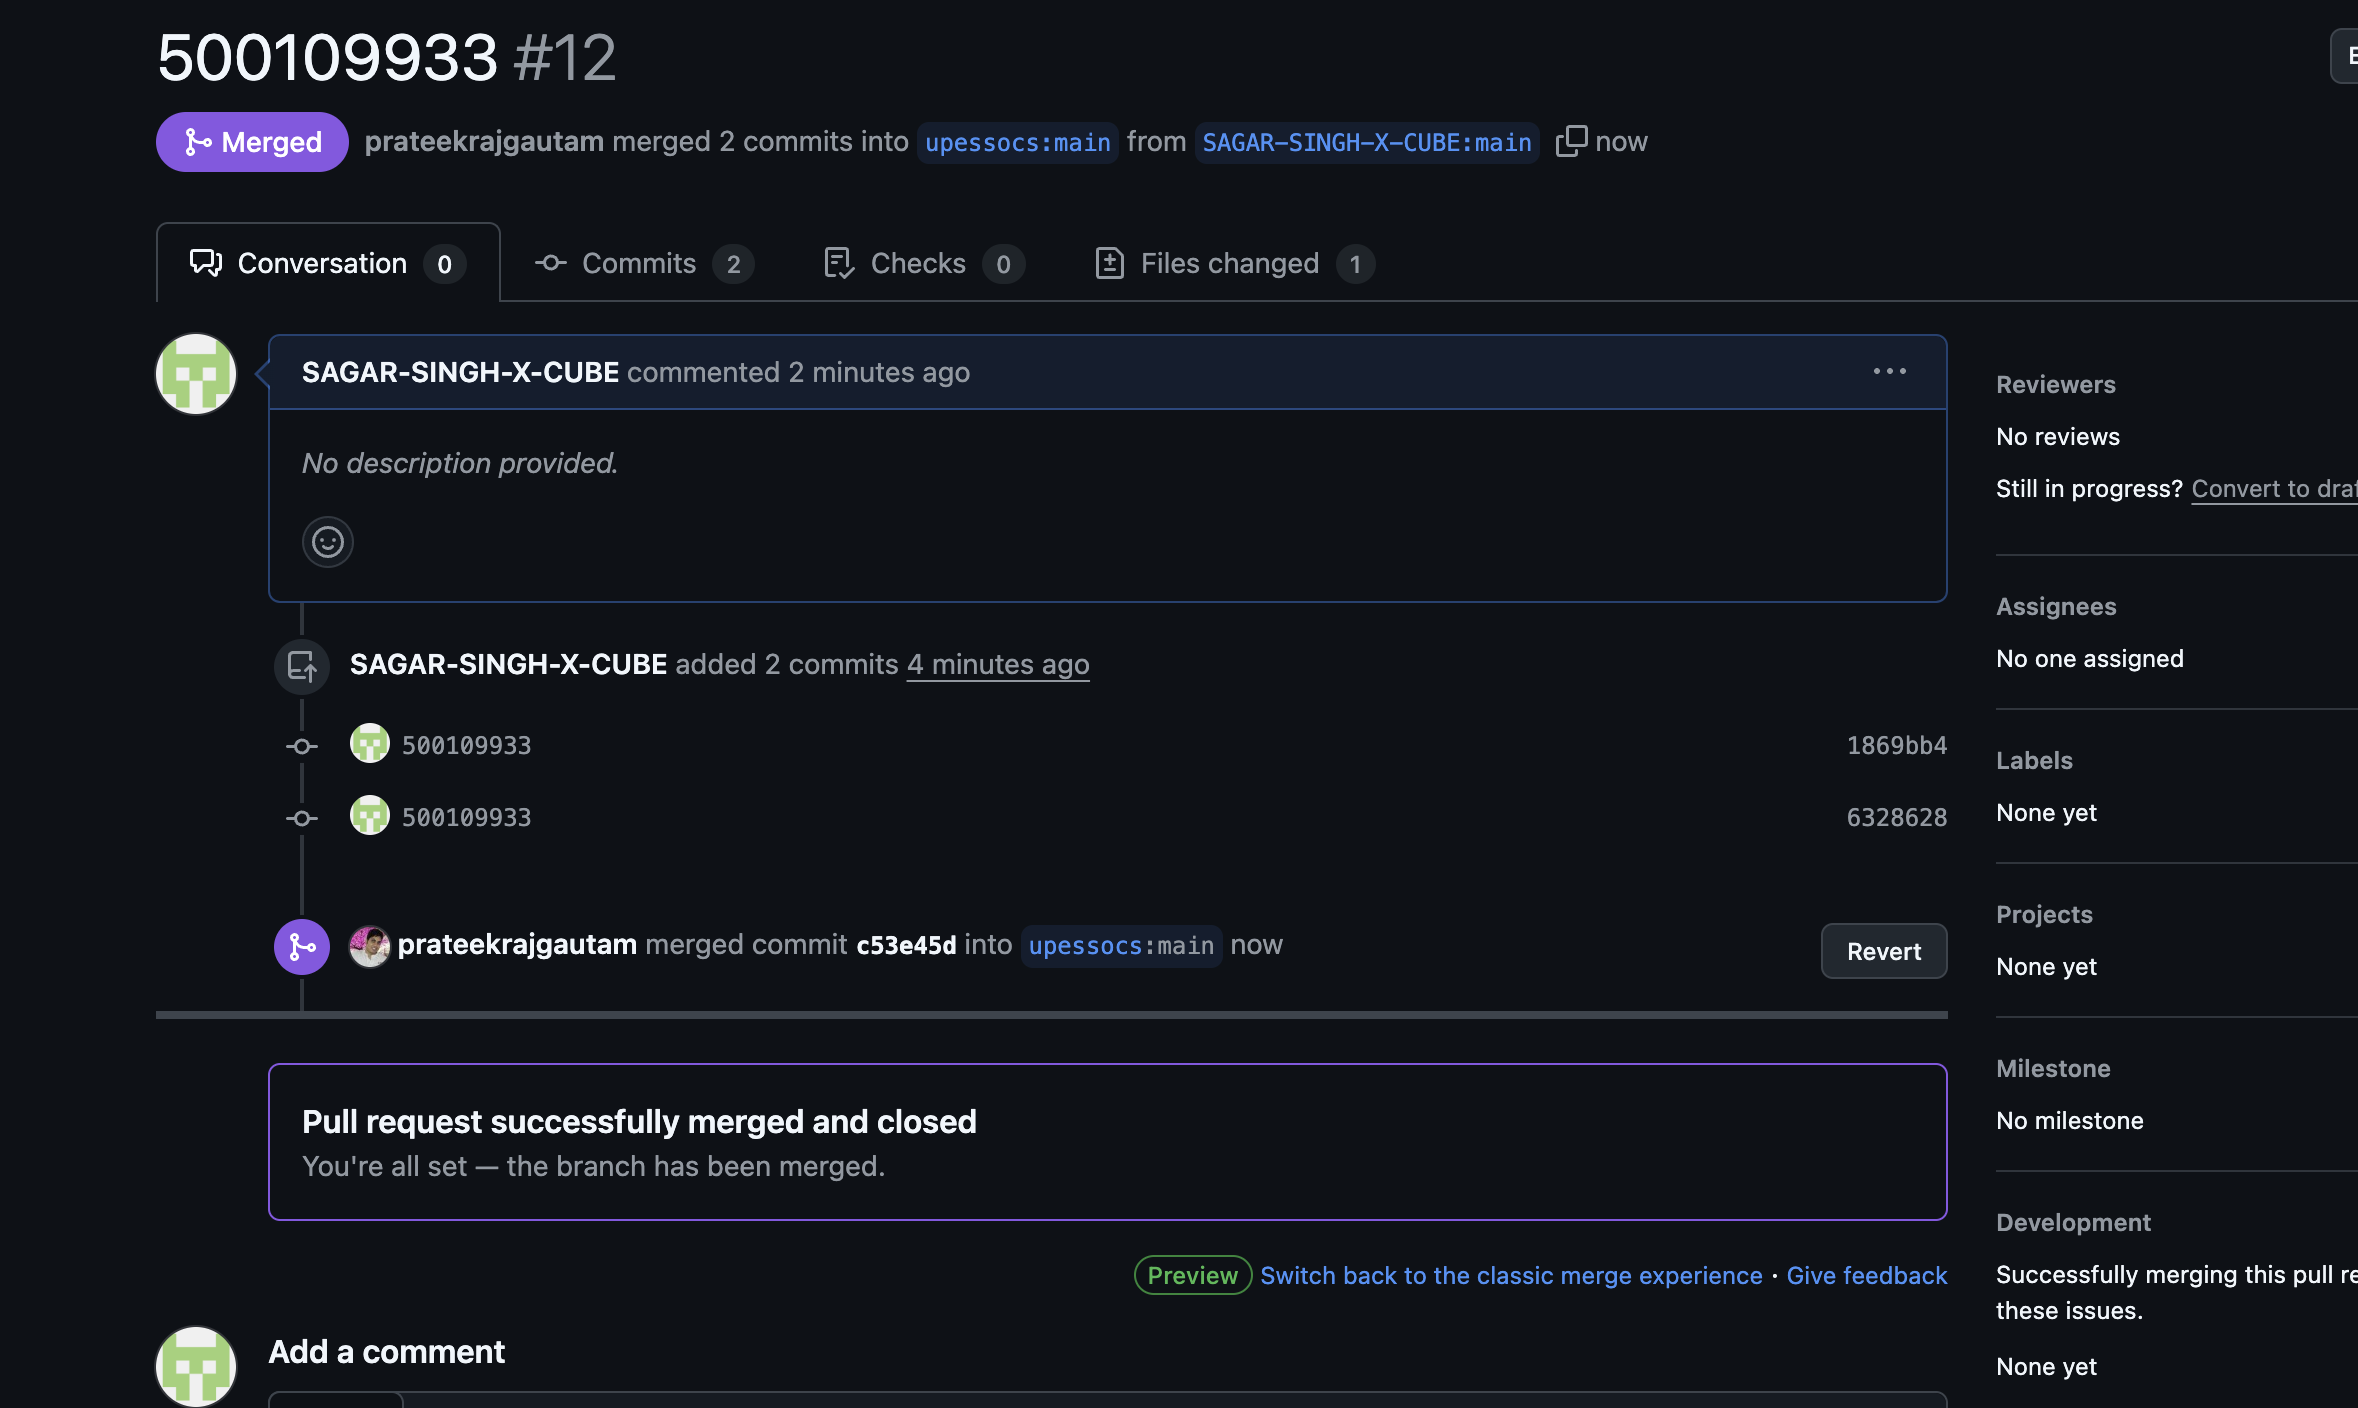 500109933 #12
Merged prateekrajgautam merged 2 commits into upessocs:main from SAGAR-SINGH-X-CUBE:main now
Conversation 0 Commits 2 Checks 0 Files changed 1
SAGAR-SINGH-X-CUBE commented 2 minutes ago
No description provided.
Reviewers
No reviews
Still in progress? Convert to
SAGAR-SINGH-X-CUBE added 2 commits 4 minutes ago
500109933 1869bb4
500109933 6328628
prateekrajgautam merged commit c53e45d into upessocs:main now
Revert
Assignees
No one assigned
Labels
None yet
Projects
None yet
Pull request successfully merged and closed
You're all set — the branch has been merged.
Milestone
No milestone
Preview Switch back to the classic merge experience · Give feedback
Development
Successfully merging this pull
these issues.
None yet
Add a comment